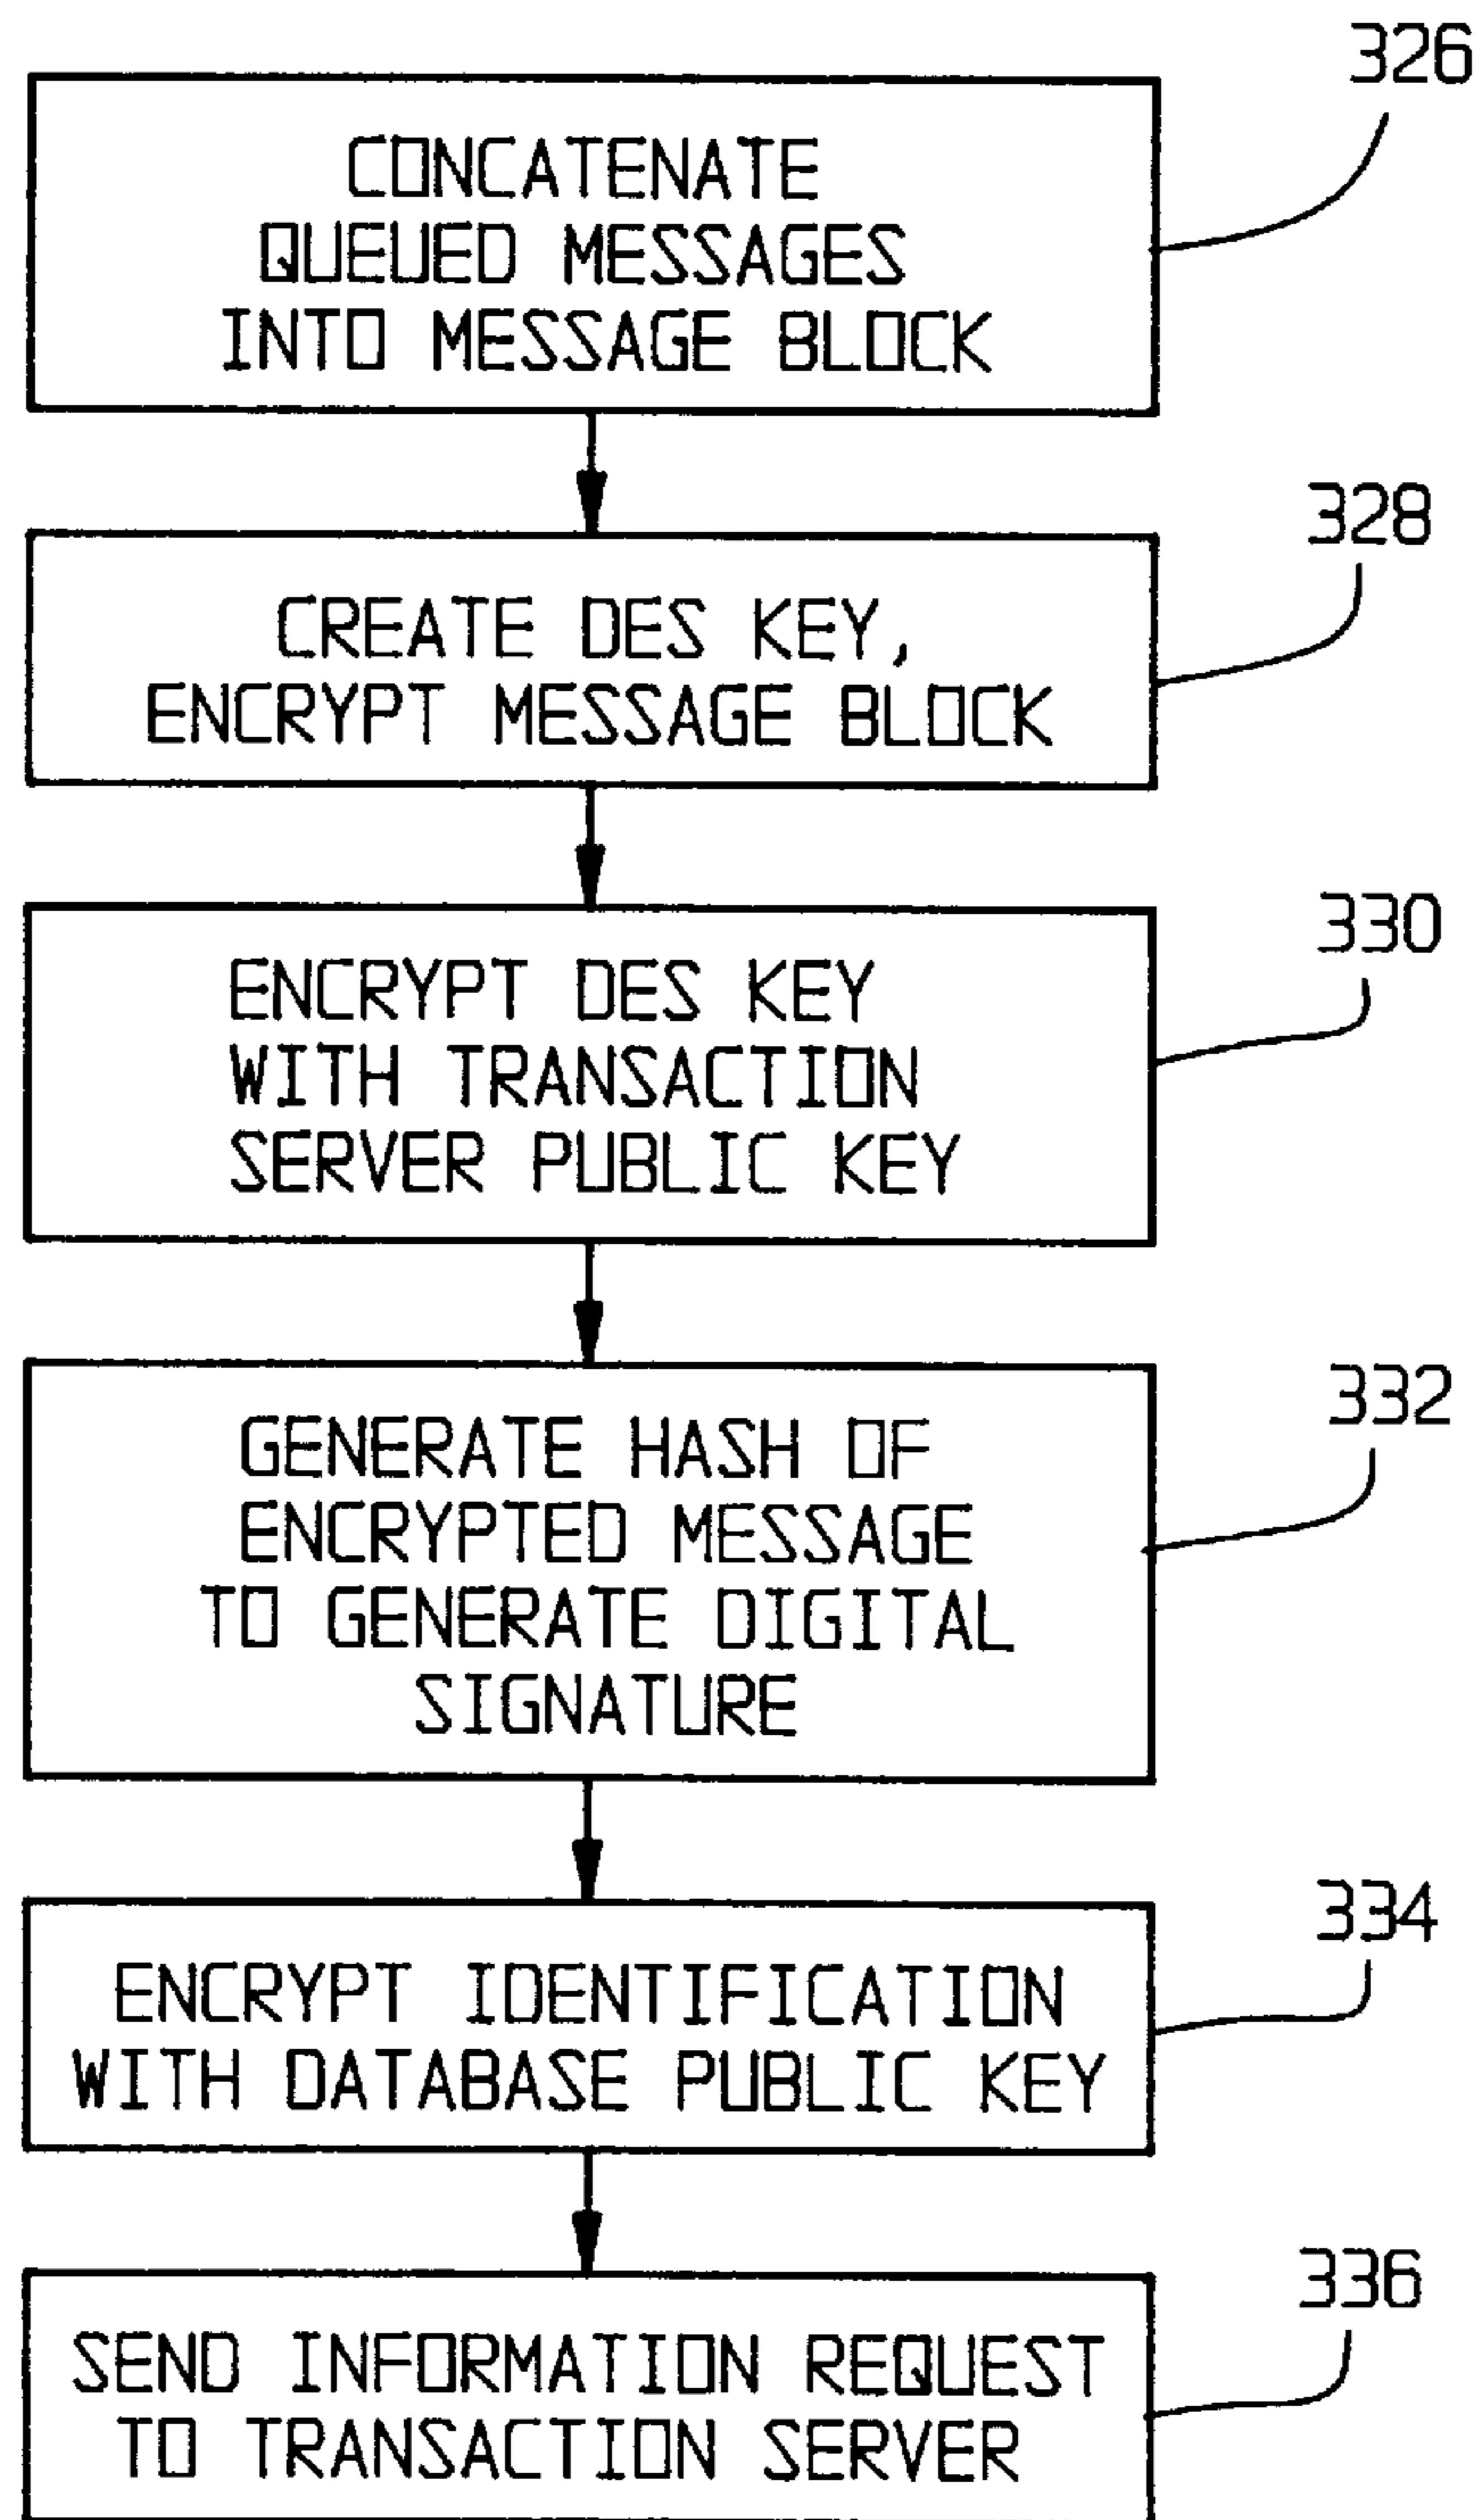 326
CONCATENATE
QUEUED MESSAGES
INTO MESSAGE BLOCK
328
CREATE DES KEY,
ENCRYPT MESSAGE BLOCK
330
ENCRYPT DES KEY
WITH TRANSACTION
SERVER PUBLIC KEY
332
GENERATE HASH OF
ENCRYPTED MESSAGE
TO GENERATE DIGITAL
SIGNATURE
334
ENCRYPT IDENTIFICATION
WITH DATABASE PUBLIC KEY
336
SEND INFORMATION REQUEST
TO TRANSACTION SERVER